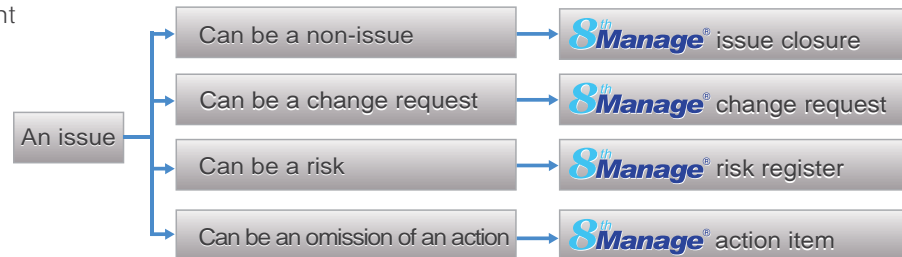 nt
An issue
Can be a non-issue
8th Manage® issue closure
Can be a change request
8th Manage® change request
Can be a risk
8th Manage® risk register
Can be an omission of an action
8th Manage® action item